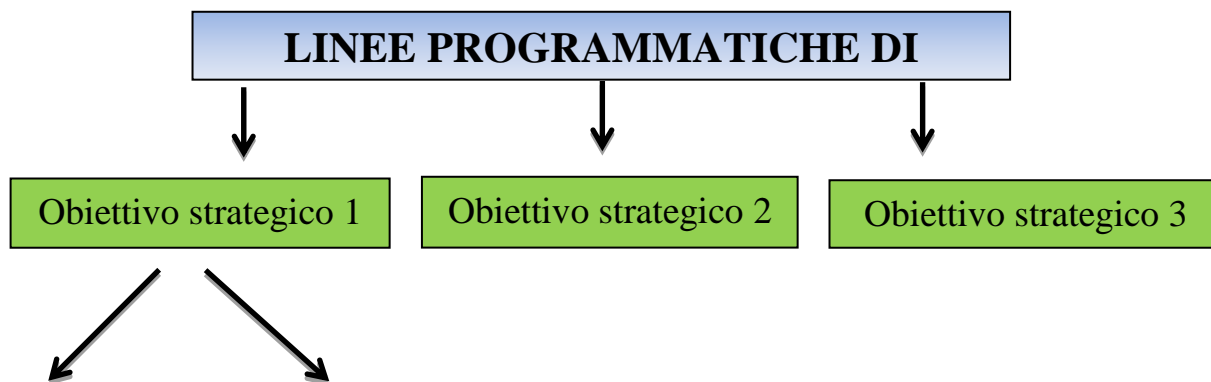 LINEE PROGRAMMATICHE DI
Obiettivo strategico 1
Obiettivo strategico 2
Obiettivo strategico 3